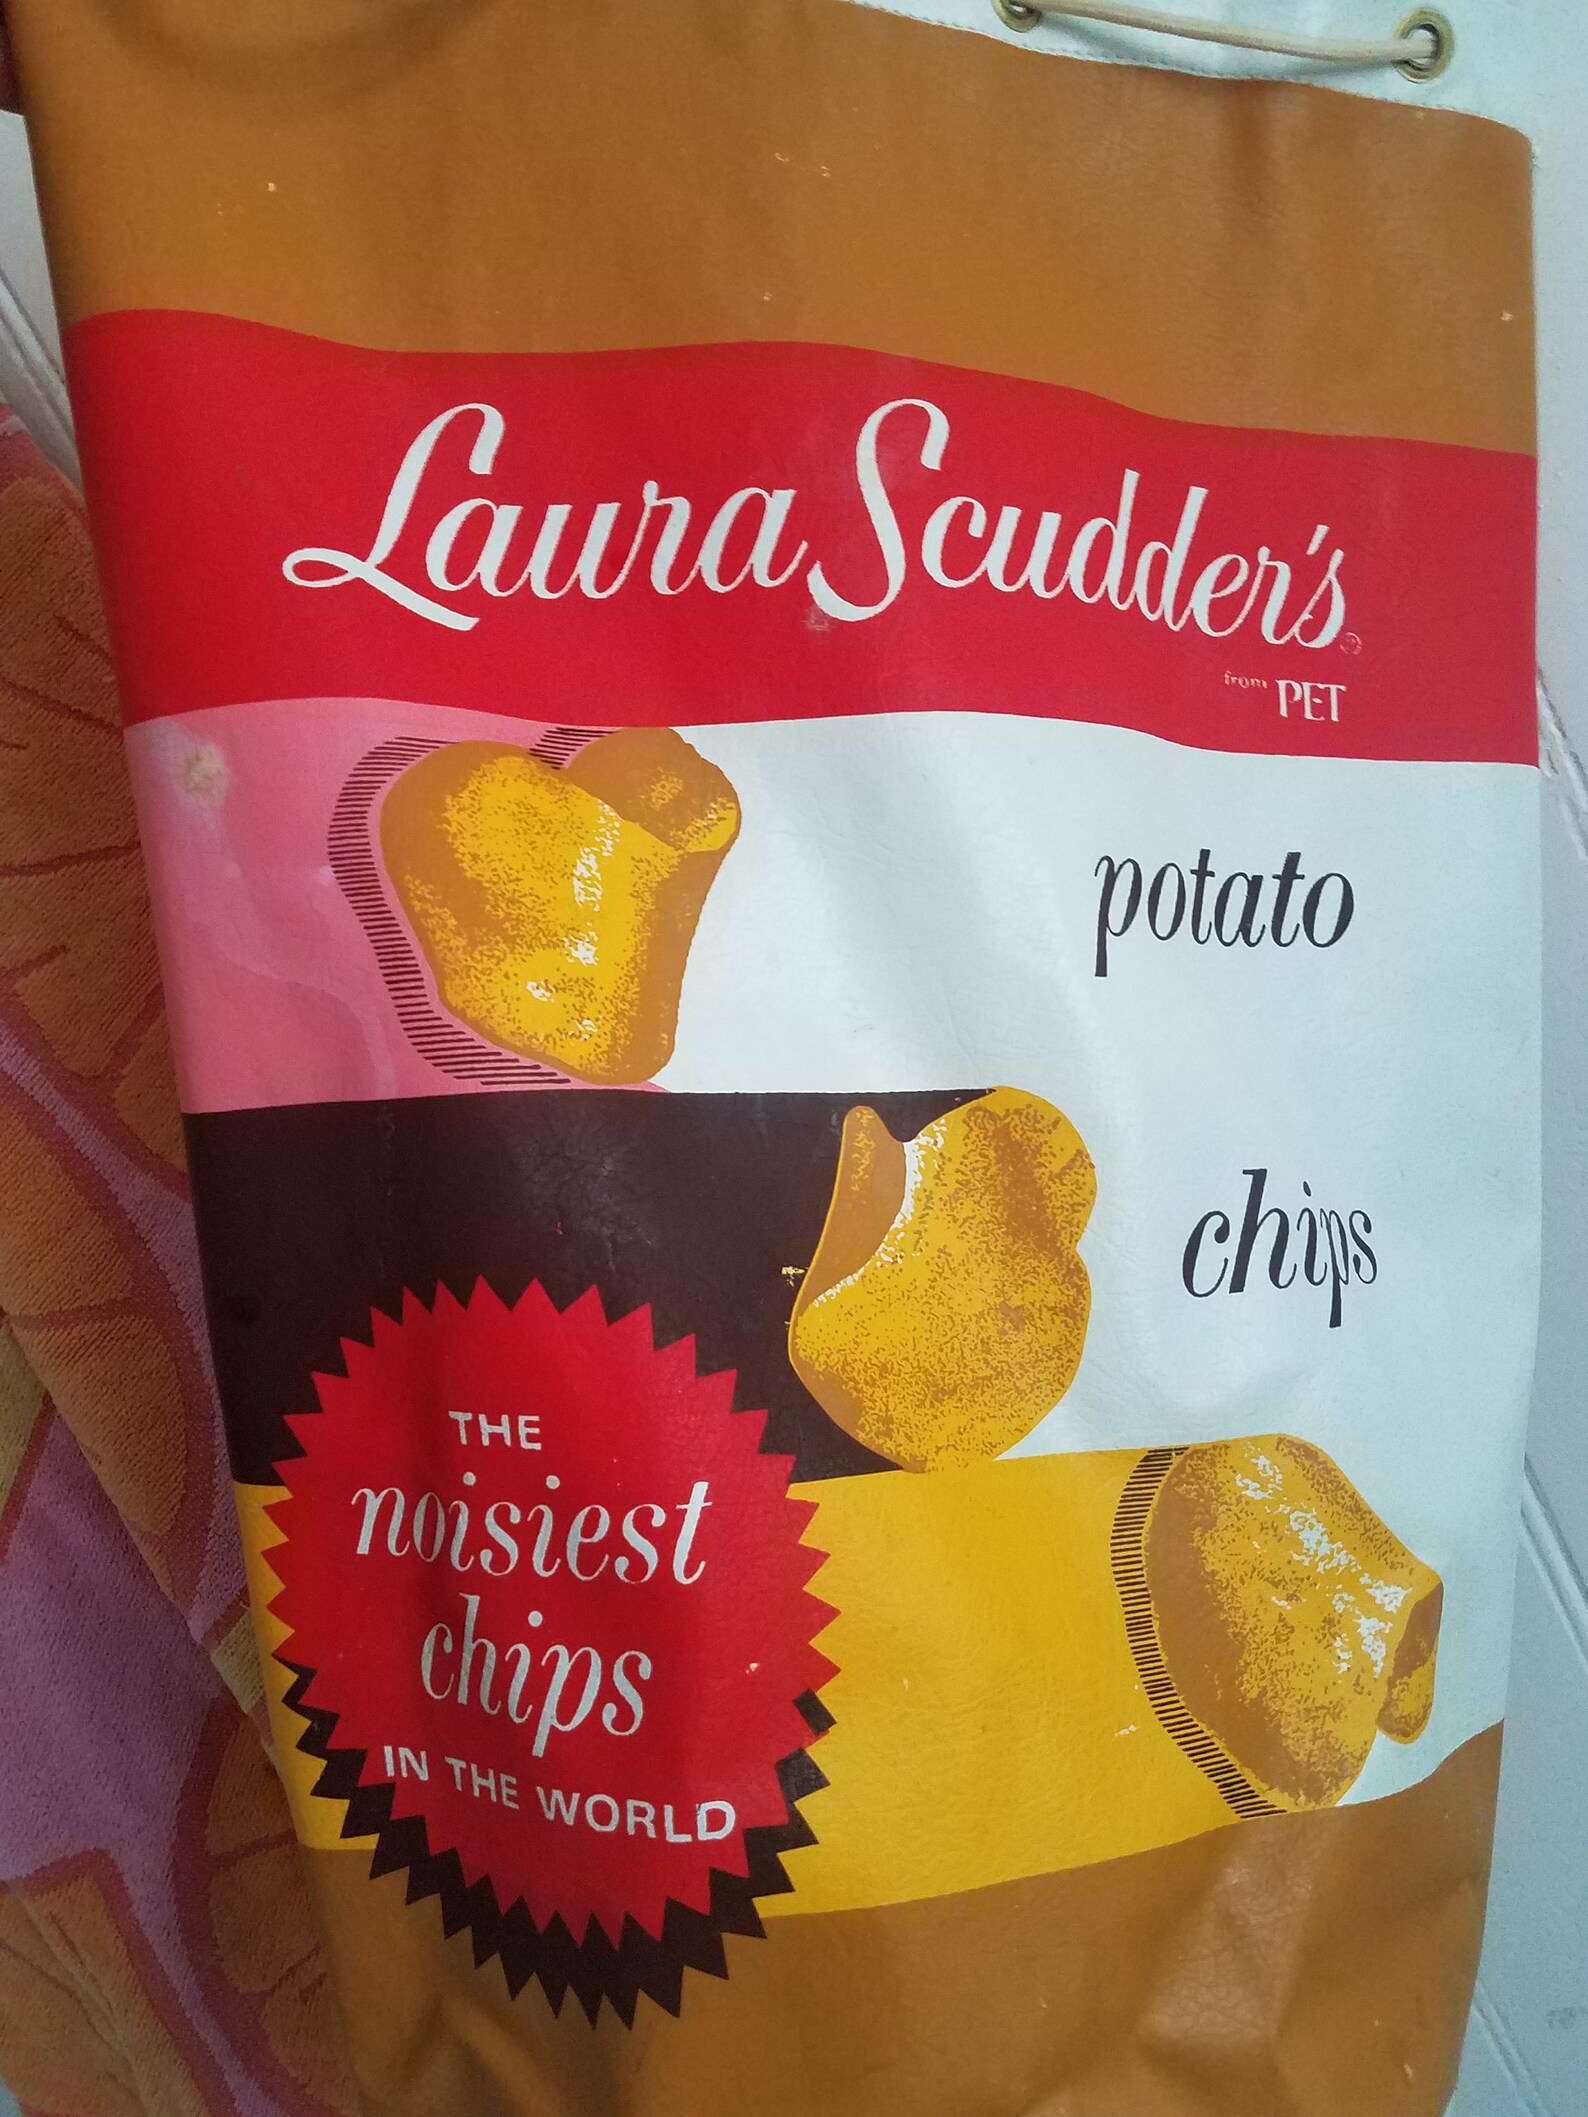 Laura Scudder's®
from PET
potato
chips
THE
noisiest
chips
IN THE WORLD